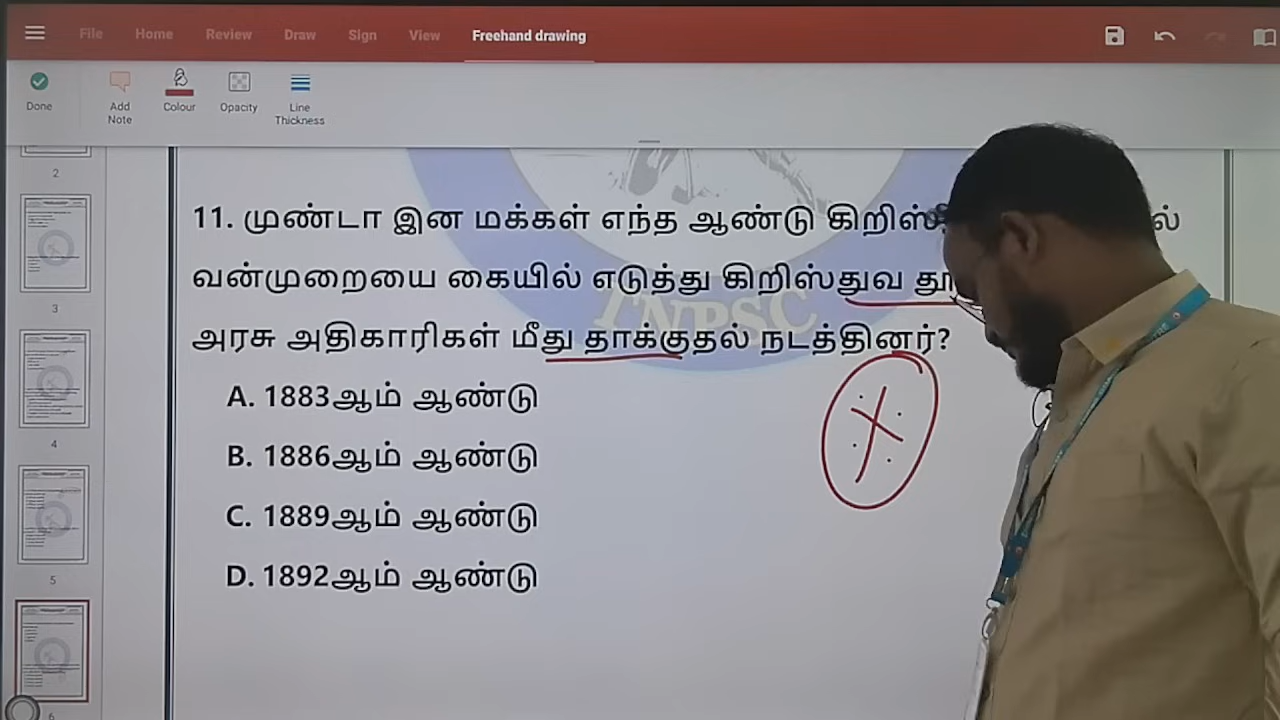 File Home Review Draw Sign View Freehand drawing
Done Add Note Colour Opacity Line Thickness
2
3
4
5
6
11. முண்டா இன மக்கள் எந்த ஆண்டு
வன்முறையை கையில் எடுத்து கிறிஸ்துவ
அரசு அதிகாரிகள் மீது தாக்குதல் நடத்தினர்?
A. 1883ஆம் ஆண்டு
B. 1886ஆம் ஆண்டு
C. 1889ஆம் ஆண்டு
D. 1892ஆம் ஆண்டு
TNPSC